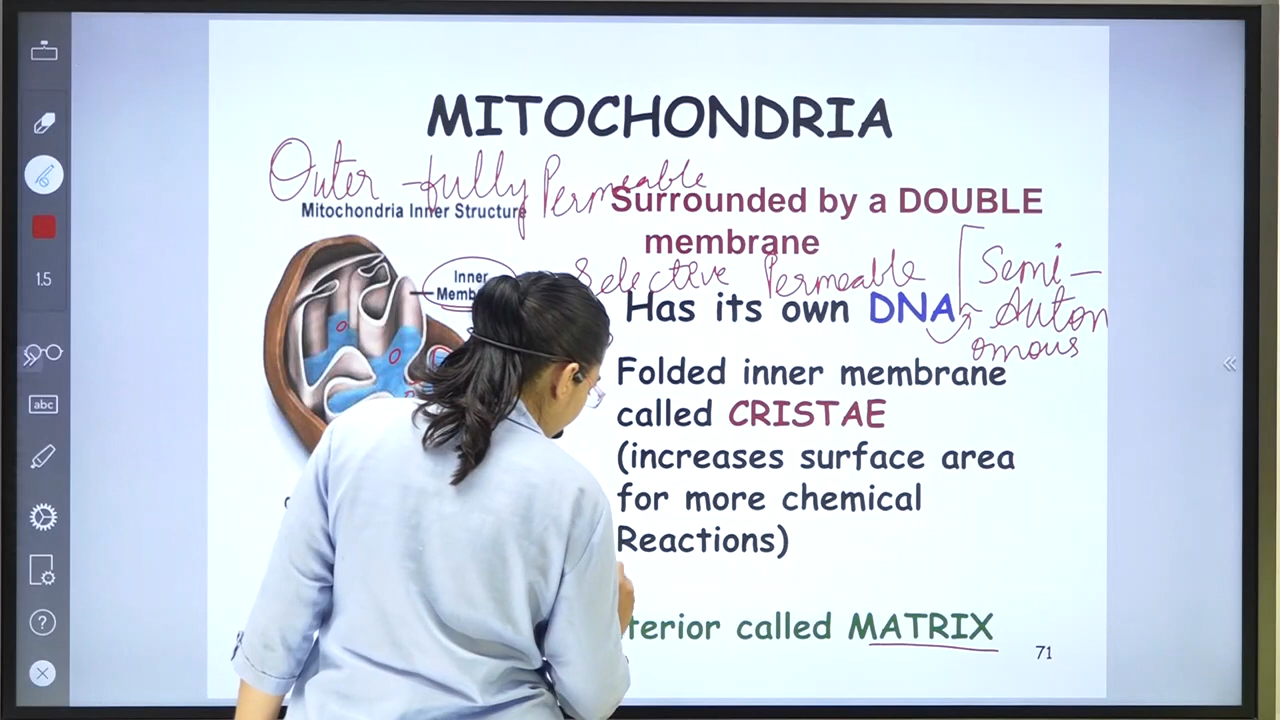 MITOCHONDRIA
Outer - fully Permeable
Mitochondria Inner Structure
Surrounded by a DOUBLE
membrane
Inner
Selective Permeable
Semi-
Auton
omous
Has its own DNA
Folded inner membrane
called CRISTAE
(increases surface area
for more chemical
Reactions)
terior called MATRIX
71
1.5
abc
?